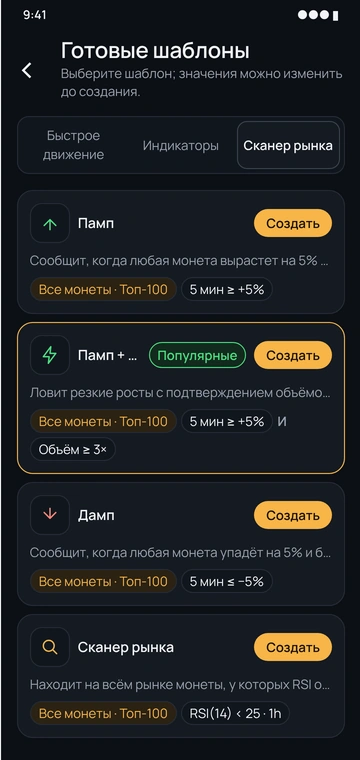 9:41
Готовые шаблоны
Выберите шаблон; значения можно изменить
до создания.
Быстрое
движение
Индикаторы
Сканер рынка
Памп
Создать
Сообщит, когда любая монета вырастет на 5% ...
Все монеты · Топ-100
5 мин ≥ +5%
Памп + ...
Популярные
Создать
Ловит резкие росты с подтверждением объёмо...
Все монеты · Топ-100
5 мин ≥ +5%
И
Объём ≥ 3×
Дамп
Создать
Сообщит, когда любая монета упадёт на 5% и б...
Все монеты · Топ-100
5 мин ≤ −5%
Сканер рынка
Создать
Находит на всём рынке монеты, у которых RSI о...
Все монеты · Топ-100
RSI(14) < 25 · 1h